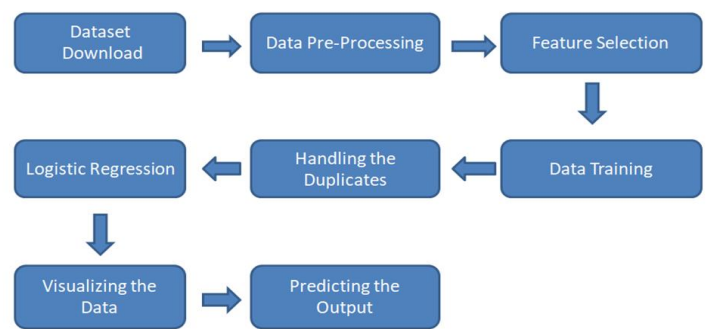 Dataset
Download
Data Pre-Processing
Feature Selection
Data Training
Handling the
Duplicates
Logistic Regression
Visualizing the
Data
Predicting the
Output